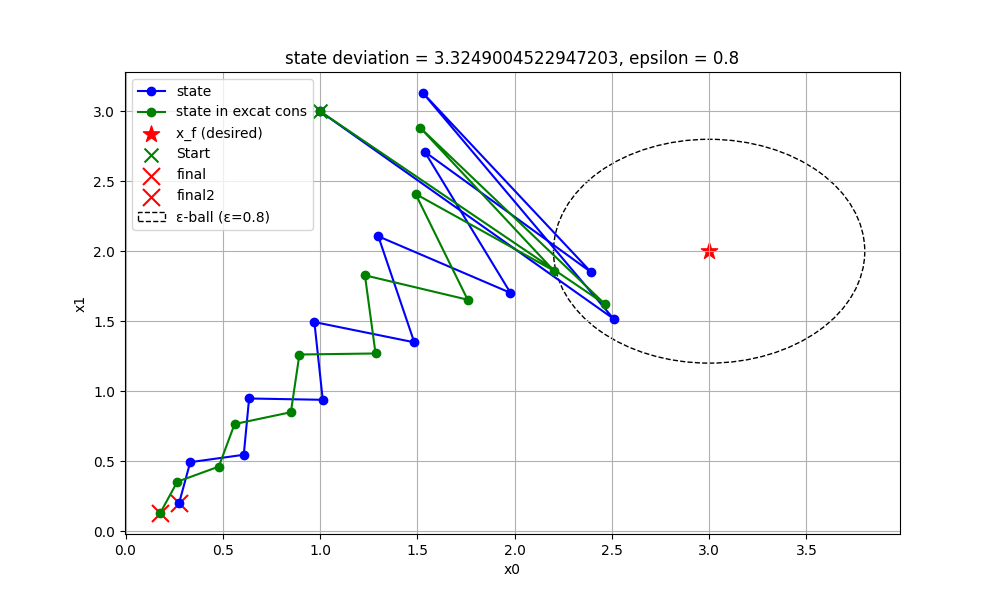 state deviation = 3.3249004522947203, epsilon = 0.8
state
state in excat cons
x_f (desired)
Start
final
final2
ε-ball (ε=0.8)
3.0
2.5
2.0
1.5
1.0
0.5
0.0
x1
0.0 0.5 1.0 1.5 2.0 2.5 3.0 3.5
x0